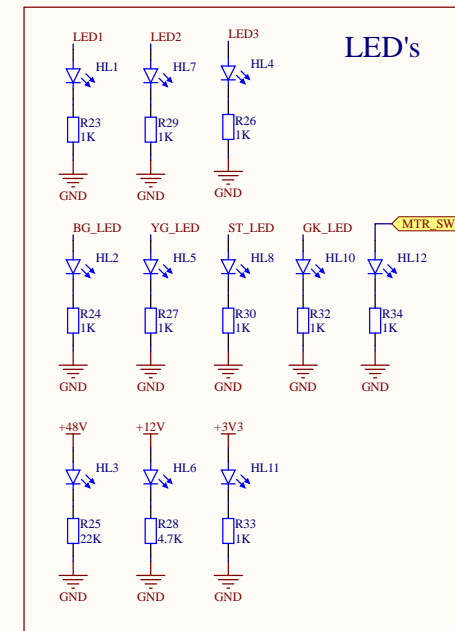 LED's
LED1 LED2 LED3
HL1 HL7 HL4
R23 R29 R26
1K 1K 1K
GND GND GND
MTR_SW
BG_LED YG_LED ST_LED GK_LED
HL2 HL5 HL8 HL10 HL12
R24 R27 R30 R32 R34
1K 1K 1K 1K 1K
GND GND GND GND GND
+48V +12V +3V3
HL3 HL6 HL11
R25 R28 R33
22K 4.7K 1K
GND GND GND